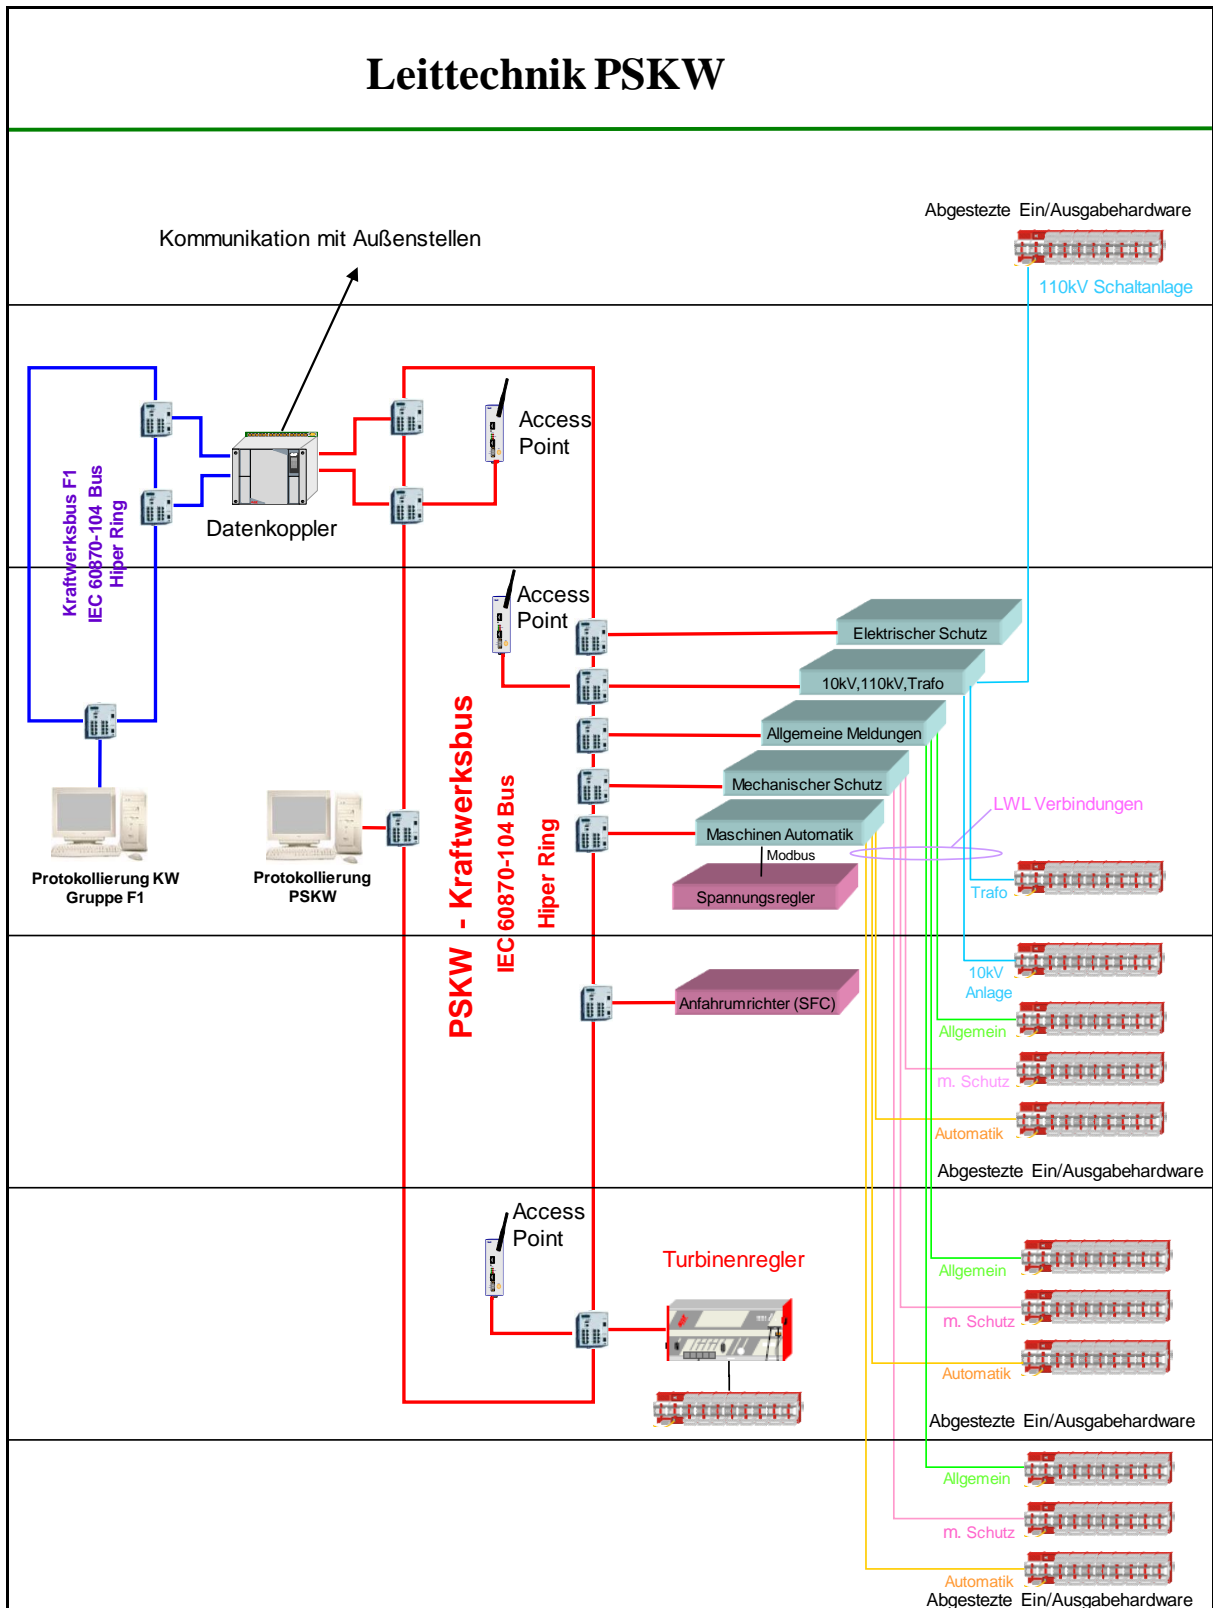 Leittechnik PSKW
Abgestezte Ein/Ausgabehardware
Kommunikation mit Außenstellen
110kV Schaltanlage
Access
Point
Datenkoppler
Kraftwerksbus F1
IEC 60870-104 Bus
Hiper Ring
Access
Point
Elektrischer Schutz
10kV,110kV,Trafo
Allgemeine Meldungen
Mechanischer Schutz
Maschinen Automatik
LWL Verbindungen
Modbus
Spannungsregler
Trafo
Protokollierung KW
Gruppe F1
Protokollierung
PSKW
PSKW - Kraftwerksbus
IEC 60870-104 Bus
Hiper Ring
10kV
Anlage
Anfahrumrichter (SFC)
Allgemein
m. Schutz
Automatik
Abgestezte Ein/Ausgabehardware
Access
Point
Turbinenregler
Allgemein
m. Schutz
Automatik
Abgestezte Ein/Ausgabehardware
Allgemein
m. Schutz
Automatik
Abgestezte Ein/Ausgabehardware